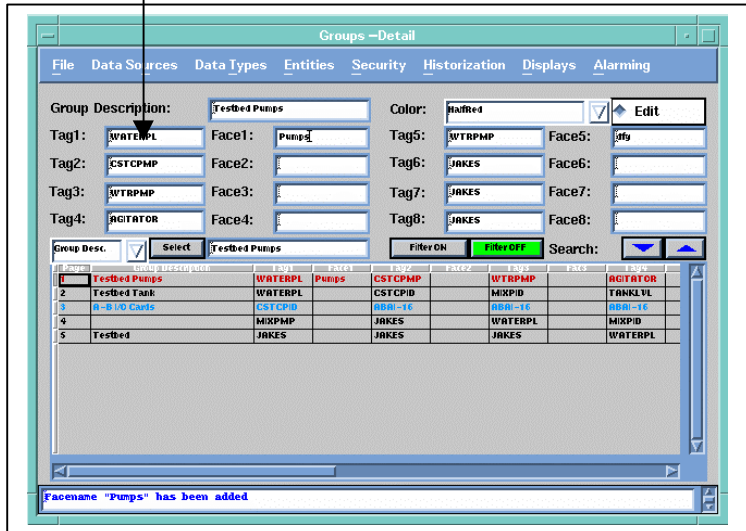 Groups –Detail
File Data Sources Data Types Entities Security Historization Displays Alarming
Group Description: Testbed Pumps Color: HalfRed Edit
Tag1: WATERPL Face1: Pumps Tag5: WTRPMP Face5: dfg
Tag2: CSTCPMP Face2: Tag6: JAKES Face6:
Tag3: WTRPMP Face3: Tag7: JAKES Face7:
Tag4: AGITATOR Face4: Tag8: JAKES Face8:
Group Desc. Select Testbed Pumps Filter ON Filter OFF Search:
Page Group Description Tag1 Face1 Tag2 Face2 Tag3 Face3 Tag4
1 Testbed Pumps WATERPL Pumps CSTCPMP WTRPMP AGITATOR
2 Testbed Tank WATERPL CSTCPID MIXPID TANKLVL
3 A-B I/O Cards CSTCPID ABAI-16 ABAI-16 ABAI-16
4 MIXPMP JAKES WATERPL MIXPID
5 Testbed JAKES JAKES JAKES WATERPL
Facename "Pumps" has been added